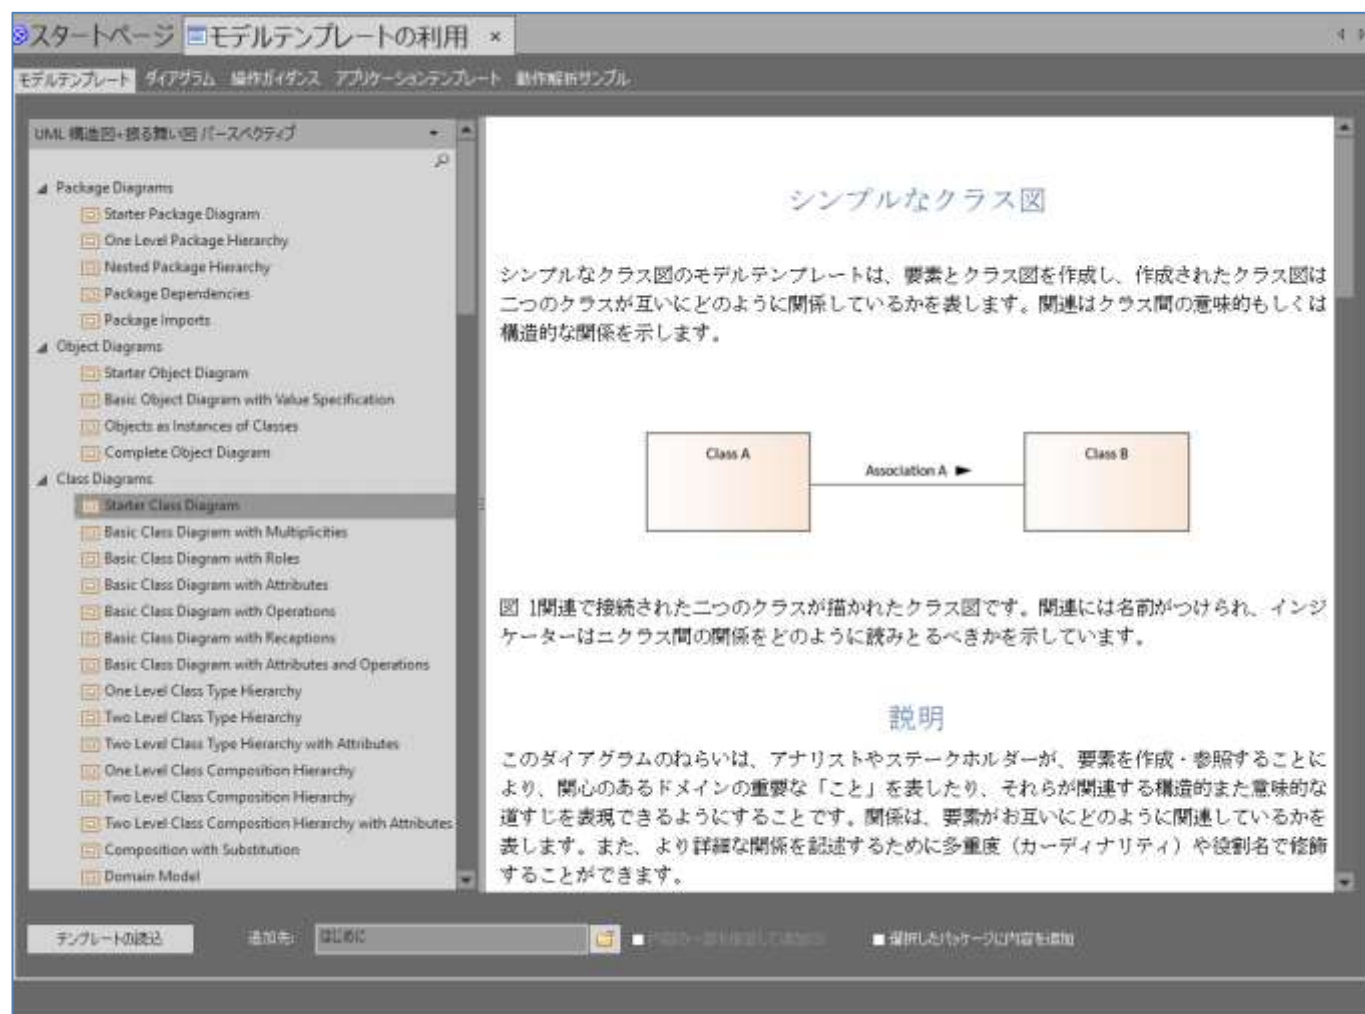 スタートページ モデルテンプレートの利用 ×
モデルテンプレート ダイアグラム 操作ガイダンス アプリケーションテンプレート 動作解析サンプル
UML 構造図+振る舞い図 パースペクティブ
Package Diagrams
Starter Package Diagram
One Level Package Hierarchy
Nested Package Hierarchy
Package Dependencies
Package Imports
Object Diagrams
Starter Object Diagram
Basic Object Diagram with Value Specification
Objects as Instances of Classes
Complete Object Diagram
Class Diagrams
Starter Class Diagram
Basic Class Diagram with Multiplicities
Basic Class Diagram with Roles
Basic Class Diagram with Attributes
Basic Class Diagram with Operations
Basic Class Diagram with Receptions
Basic Class Diagram with Attributes and Operations
One Level Class Type Hierarchy
Two Level Class Type Hierarchy
Two Level Class Type Hierarchy with Attributes
One Level Class Composition Hierarchy
Two Level Class Composition Hierarchy
Two Level Class Composition Hierarchy with Attributes
Composition with Substitution
Domain Model
シンプルなクラス図
シンプルなクラス図のモデルテンプレートは、要素とクラス図を作成し、作成されたクラス図は
二つのクラスが互いにどのように関係しているかを表します。関連はクラス間の意味的もしくは
構造的な関係を示します。
Class A
Association A
Class B
図 1関連で接続された二つのクラスが描かれたクラス図です。関連には名前がつけられ、インジ
ケーターはニクラス間の関係をどのように読みとるべきかを示しています。
説明
このダイアグラムのねらいは、アナリストやステークホルダーが、要素を作成・参照することに
より、関心のあるドメインの重要な「こと」を表したり、それらが関連する構造的また意味的な
道すじを表現できるようにすることです。関係は、要素がお互いにどのように関連しているかを
表します。また、より詳細な関係を記述するために多重度（カーディナリティ）や役割名で修飾
することができます。
テンプレートの読込 追加先: はじめに 選択したパッケージに内容を追加